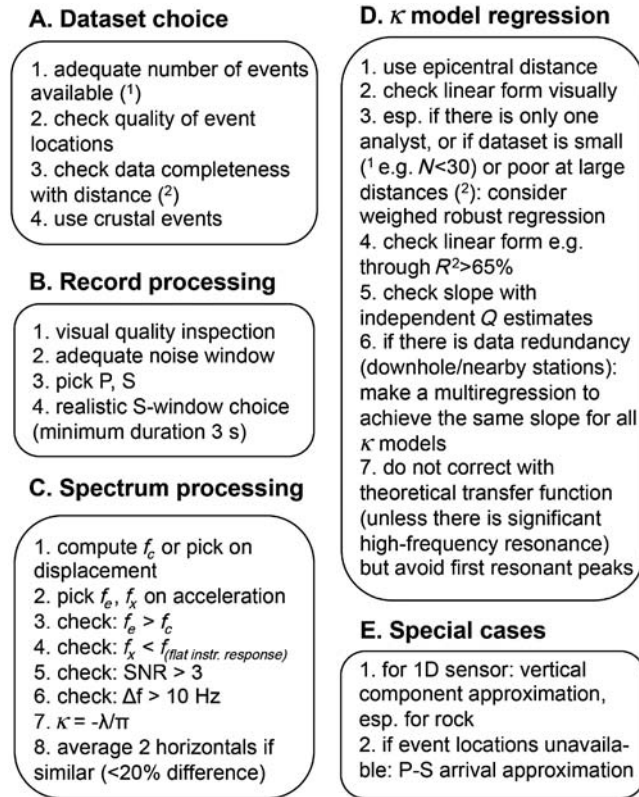 A. Dataset choice
1. adequate number of events
available (¹)
2. check quality of event
locations
3. check data completeness
with distance (²)
4. use crustal events
B. Record processing
1. visual quality inspection
2. adequate noise window
3. pick P, S
4. realistic S-window choice
(minimum duration 3 s)
C. Spectrum processing
1. compute f_c or pick on
displacement
2. pick f_e, f_x on acceleration
3. check: f_e > f_c
4. check: f_x < f_(flat instr. response)
5. check: SNR > 3
6. check: Δf > 10 Hz
7. κ = -λ/π
8. average 2 horizontals if
similar (<20% difference)
D. κ model regression
1. use epicentral distance
2. check linear form visually
3. esp. if there is only one
analyst, or if dataset is small
(¹ e.g. N<30) or poor at large
distances (²): consider
weighed robust regression
4. check linear form e.g.
through R²>65%
5. check slope with
independent Q estimates
6. if there is data redundancy
(downhole/nearby stations):
make a multiregression to
achieve the same slope for all
κ models
7. do not correct with
theoretical transfer function
(unless there is significant
high-frequency resonance)
but avoid first resonant peaks
E. Special cases
1. for 1D sensor: vertical
component approximation,
esp. for rock
2. if event locations unavaila-
ble: P-S arrival approximation